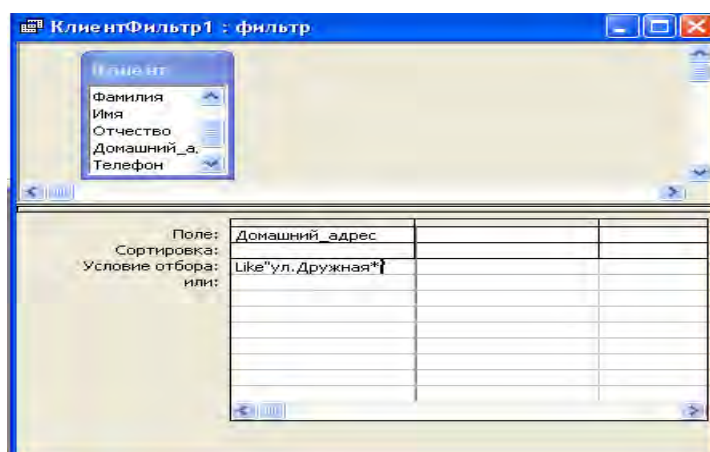 КлиентФильтр1 : фильтр
Клиент
Фамилия
Имя
Отчество
Домашний_а,
Телефон
Поле: Домашний_адрес
Сортировка:
Условие отбора: Like"ул.Дружная*"
или: